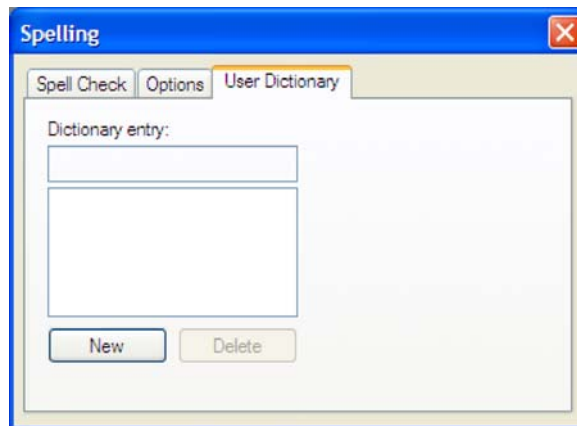 Spelling
Spell Check Options User Dictionary
Dictionary entry:
New Delete